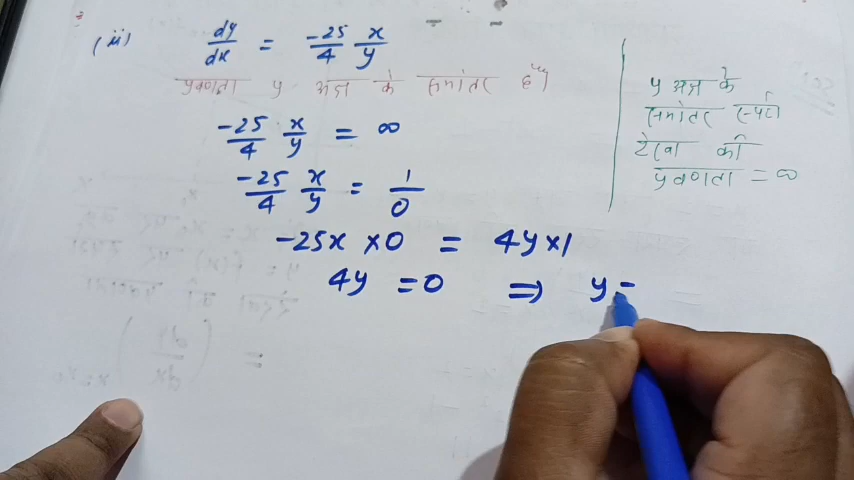 (ii) dy/dx = -25/4 x/y
प्रवणता y अक्ष के समांतर है
-25/4 x/y = ∞
-25/4 x/y = 1/0
-25x ×0 = 4y×1
4y = 0 ⇒ y =
y अक्ष के
समांतर स्पर्श
रेखा की
प्रवणता = ∞